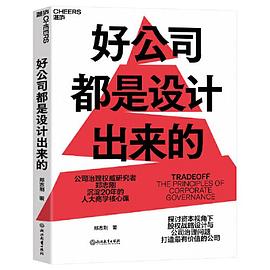 CHEERS
湛庐
好公司
都是设计
出来的
TRADEOFF
THE PRINCIPLES OF
CORPORATE
GOVERNANCE
公司治理权威研究者
郑志刚
沉淀20年的
人大商学核心课
郑志刚 著
探讨资本视角下
股权战略设计与
公司治理问题
打造最有价值的公司
CHEERS
湛庐
好公司都是设计出来的
郑志刚 著